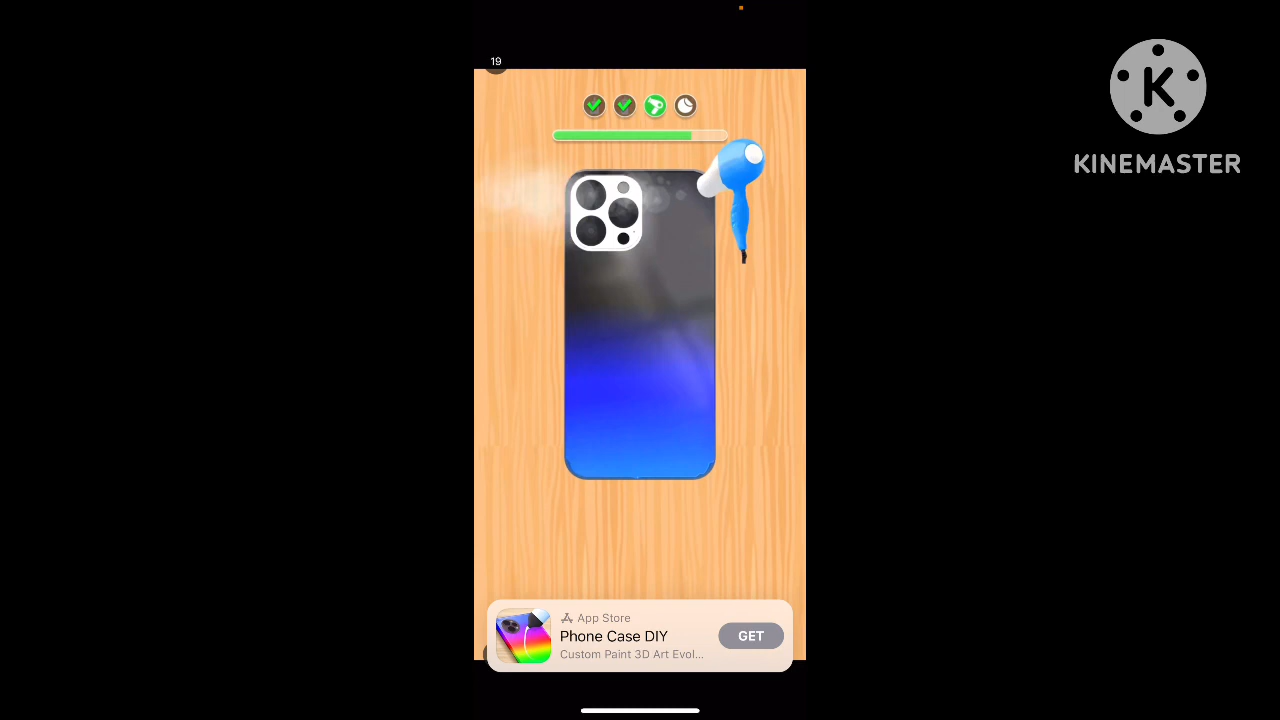 19
KINEMASTER
App Store
Phone Case DIY
GET
Custom Paint 3D Art Evol...